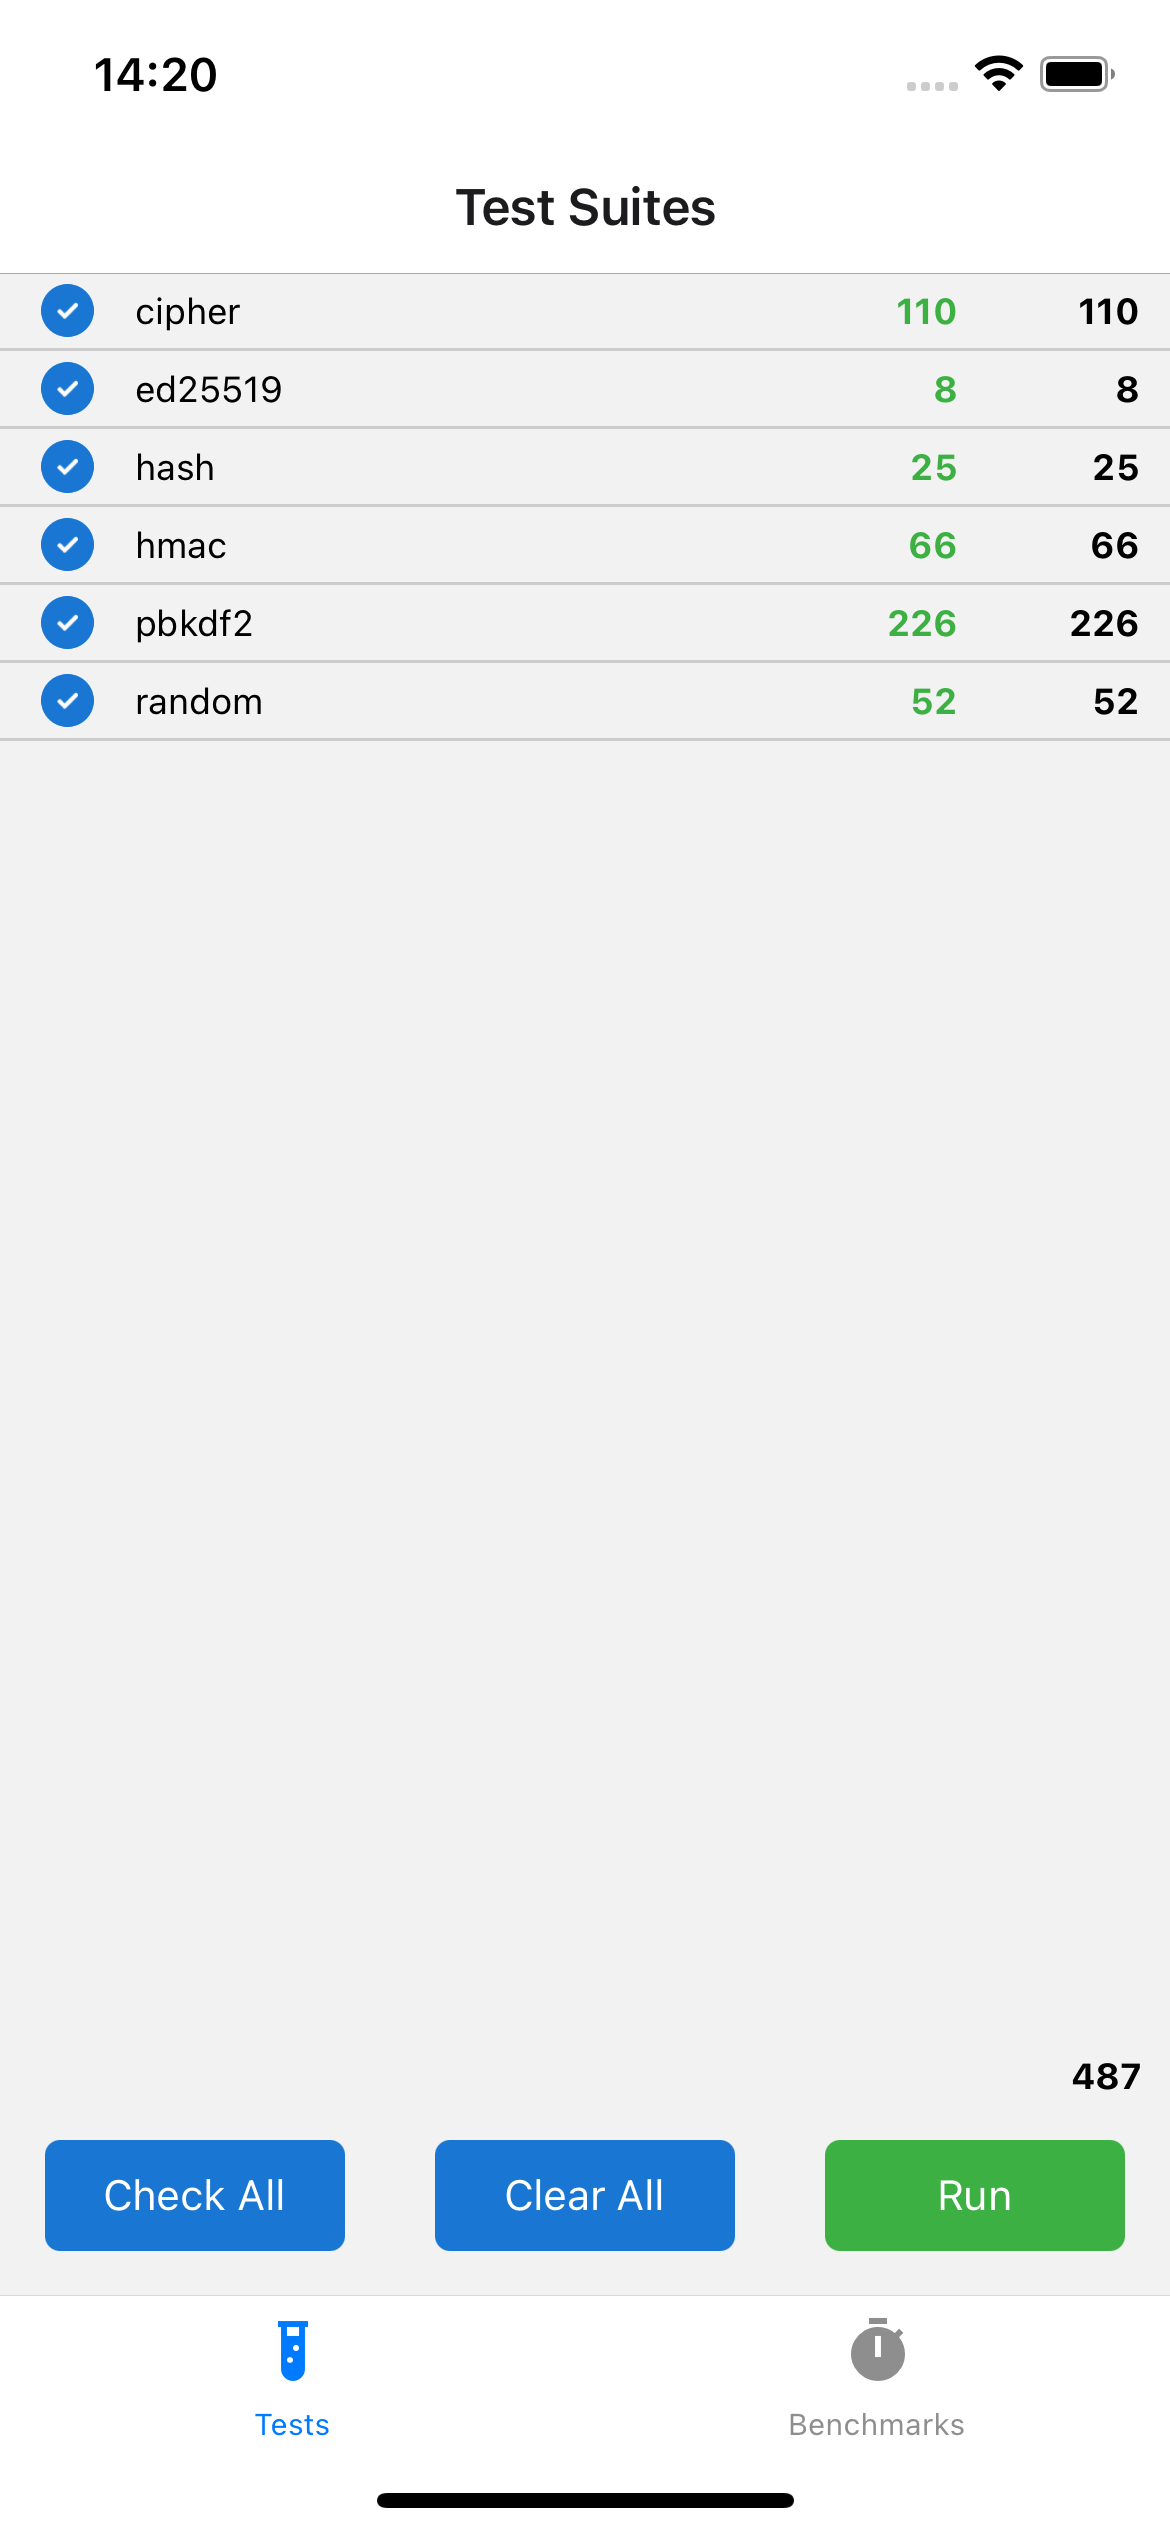 14:20
Test Suites
cipher 110 110
ed25519 8 8
hash 25 25
hmac 66 66
pbkdf2 226 226
random 52 52
487
Check All Clear All Run
Tests Benchmarks